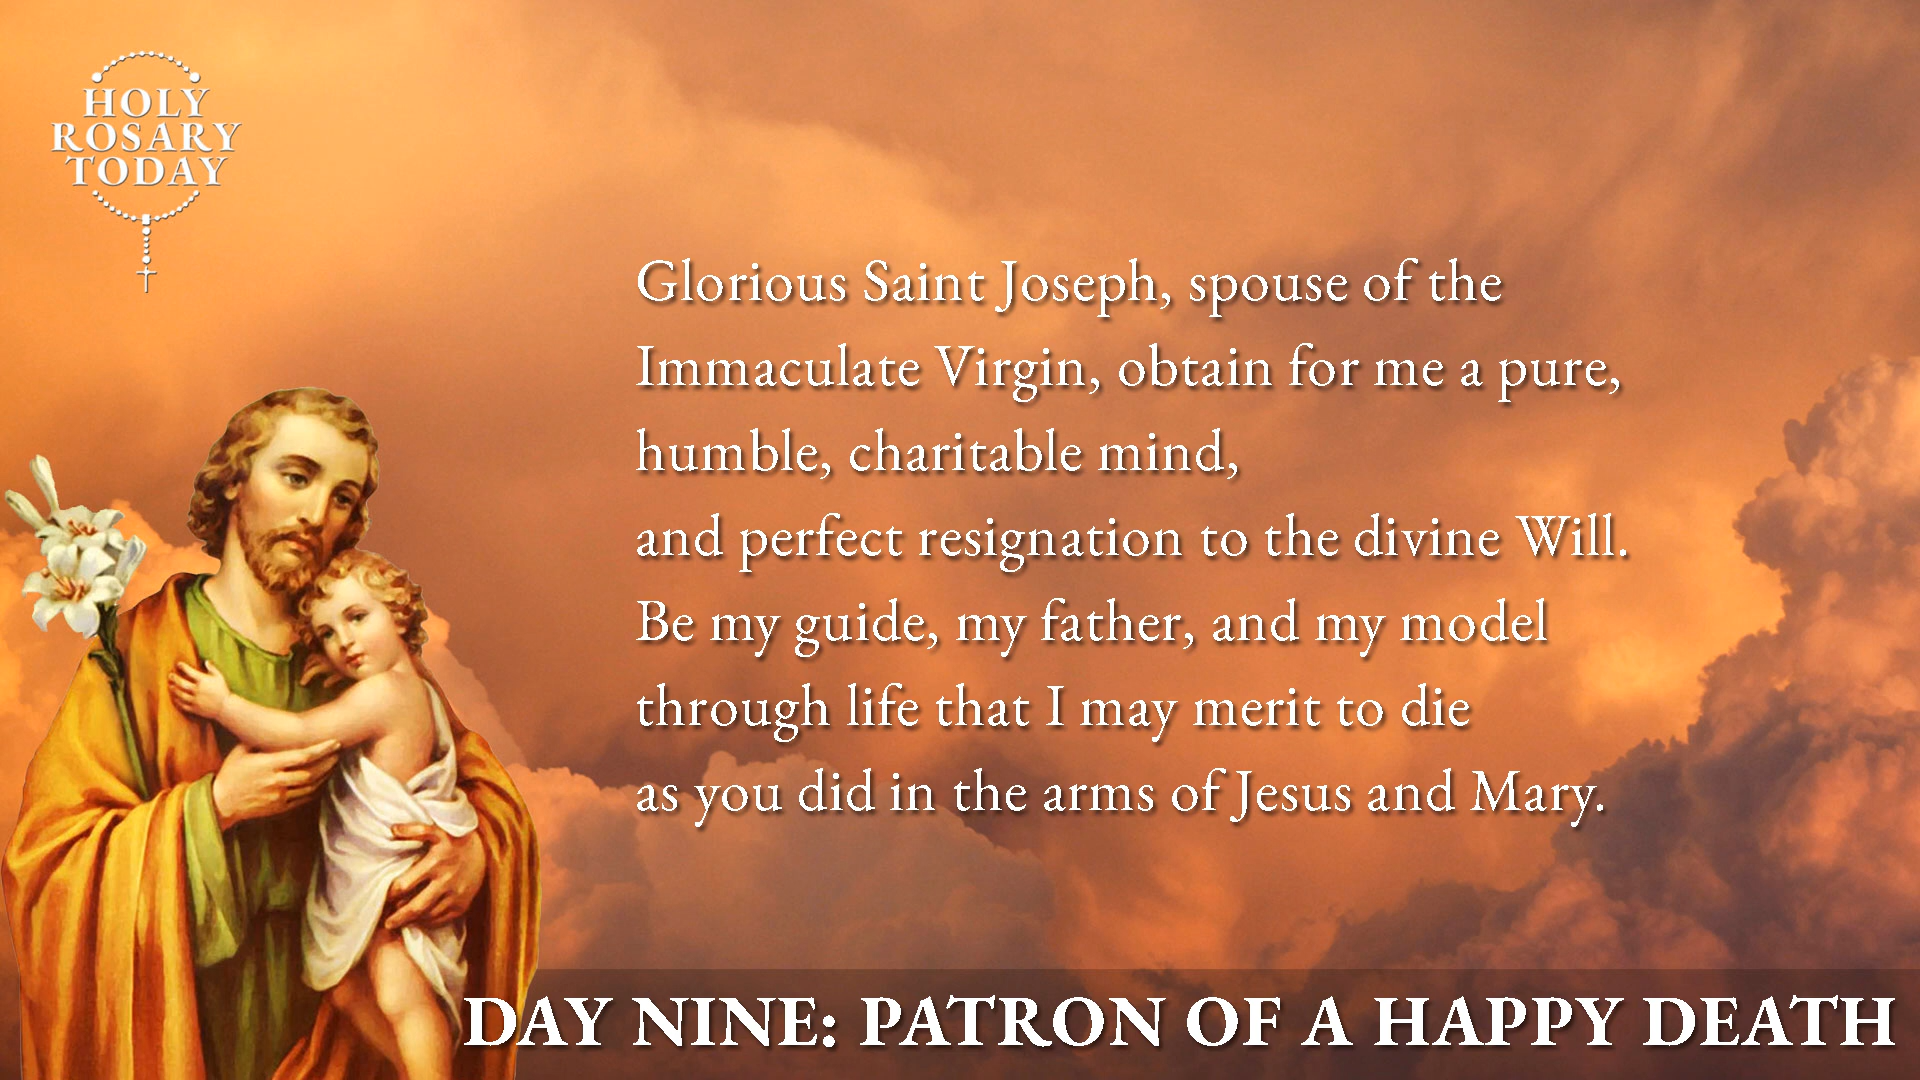 HOLY
ROSARY
TODAY
Glorious Saint Joseph, spouse of the
Immaculate Virgin, obtain for me a pure,
humble, charitable mind,
and perfect resignation to the divine Will.
Be my guide, my father, and my model
through life that I may merit to die
as you did in the arms of Jesus and Mary.
DAY NINE: PATRON OF A HAPPY DEATH